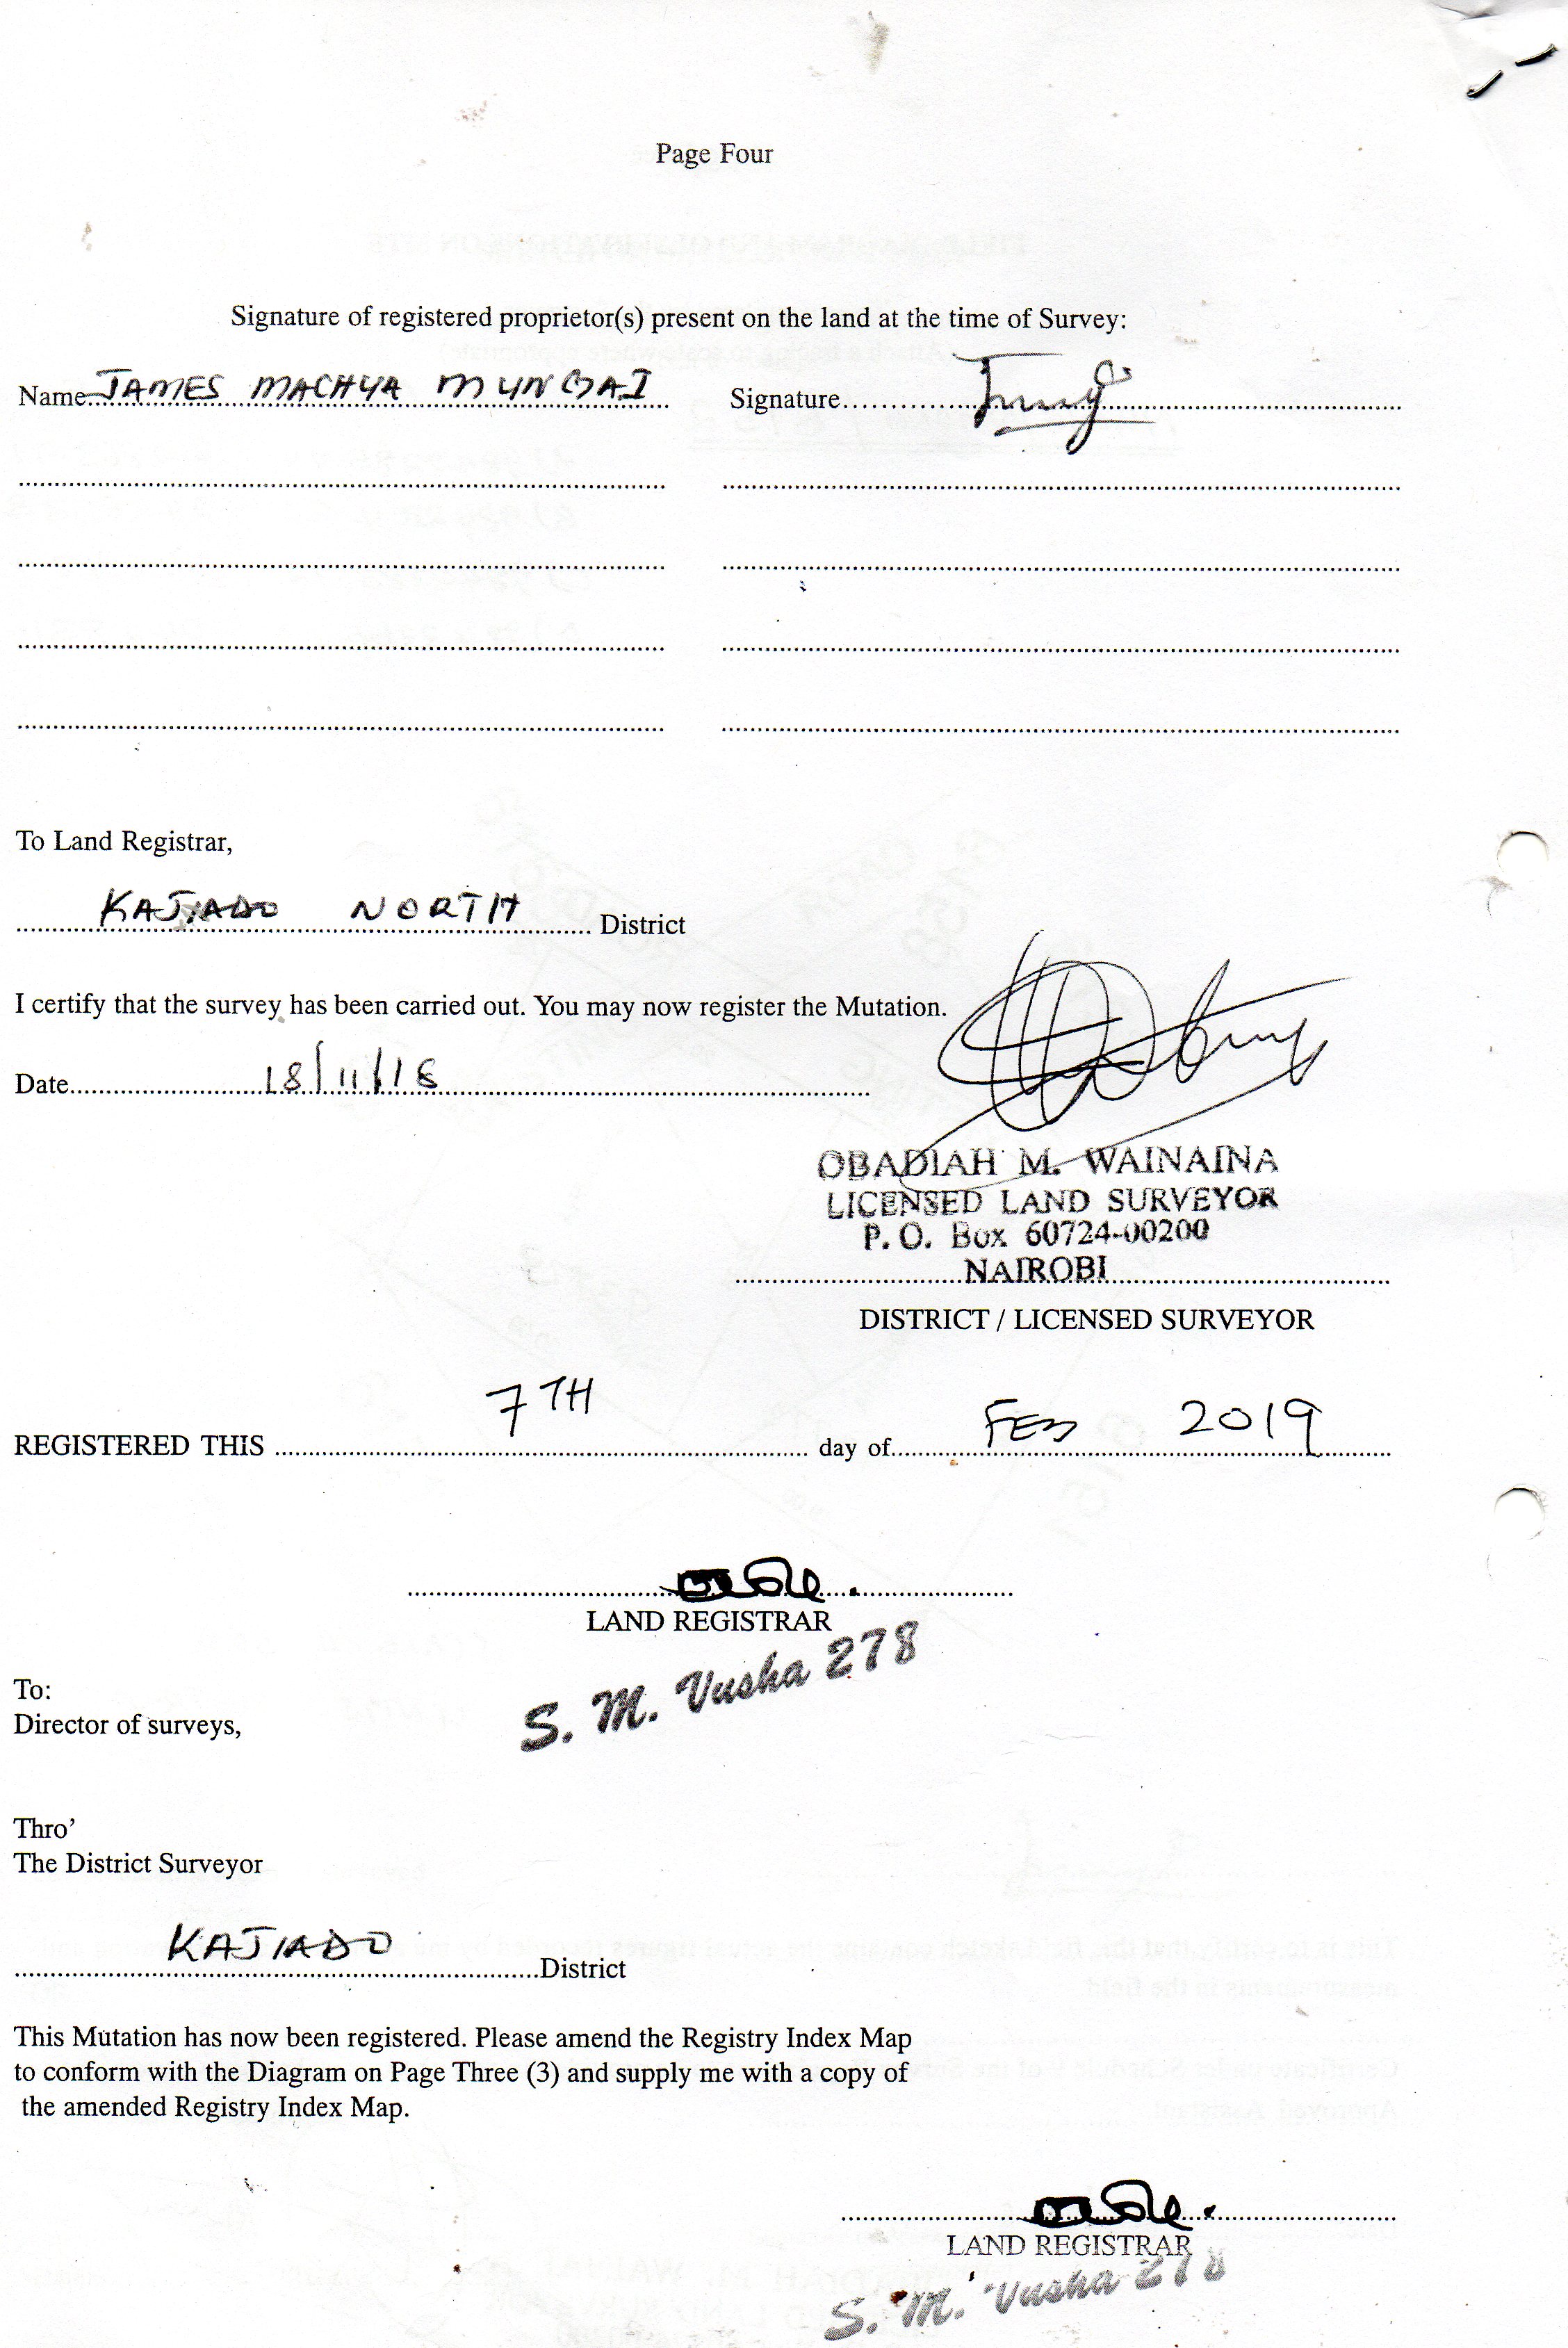 Page Four
Signature of registered proprietor(s) present on the land at the time of Survey:
Name JAMES MACHYA MUNGAI Signature
To Land Registrar,
KAJIADO NORTH District
I certify that the survey has been carried out. You may now register the Mutation.
Date 18/11/18
OBADIAH M. WAINAINA
LICENSED LAND SURVEYOR
P. O. Box 60724-00200
NAIROBI
DISTRICT / LICENSED SURVEYOR
REGISTERED THIS 7TH day of FEB 2019
LAND REGISTRAR
S. M. Vusha 278
To:
Director of surveys,
Thro'
The District Surveyor
KAJIADO District
This Mutation has now been registered. Please amend the Registry Index Map
to conform with the Diagram on Page Three (3) and supply me with a copy of
the amended Registry Index Map.
LAND REGISTRAR
S. M. Vusha 278